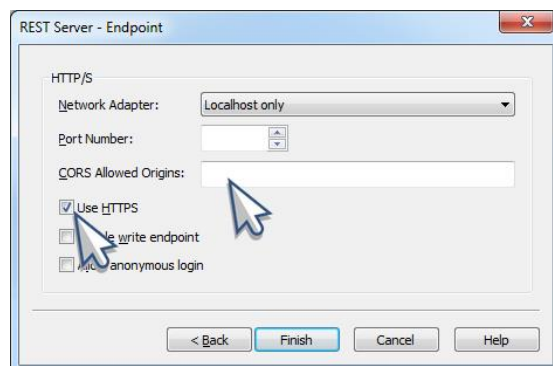 REST Server - Endpoint
HTTP/S
Network Adapter: Localhost only
Port Number:
CORS Allowed Origins:
Use HTTPS
write endpoint
anonymous login
< Back Finish Cancel Help